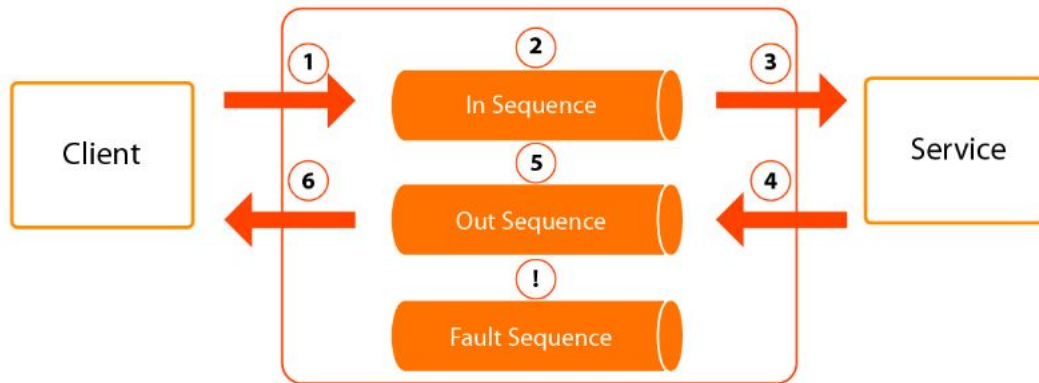 2
1
3
In Sequence
Client
Service
6
5
4
Out Sequence
!
Fault Sequence